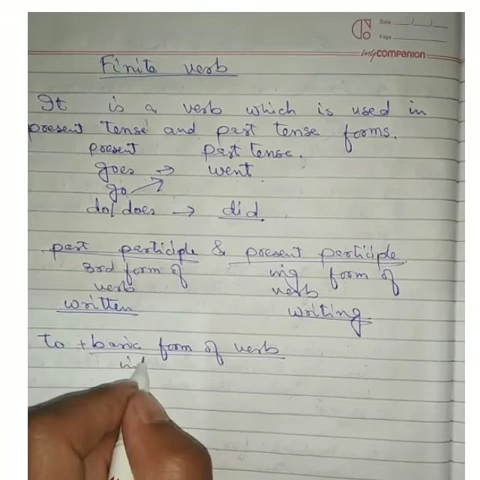 Date
Page
mycompanion
Finite verb
It is a verb which is used in
present tense and past tense forms.
present past tense.
goes → went
go
do/does → did.
past participle & present participle
3rd form of ing form of
verb verb
written writing
to + basic form of verb